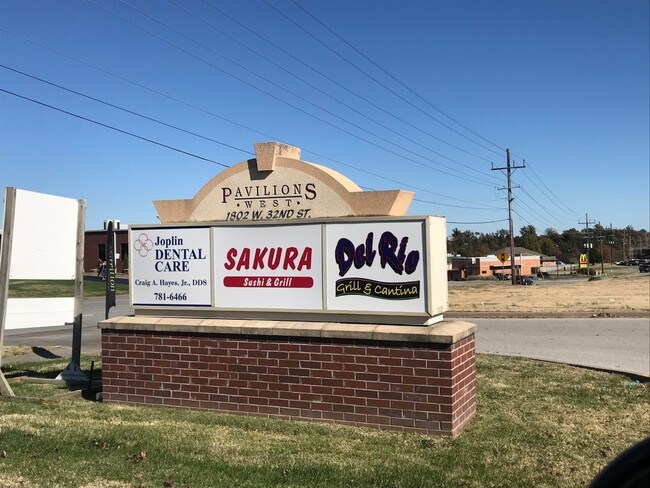 PAVILIONS
WEST
1802 W. 32ND ST.
Joplin
DENTAL
CARE
Craig A. Hayes, Jr., DDS
781-6466
SAKURA
Sushi & Grill
Del Rio
Grill & Cantina